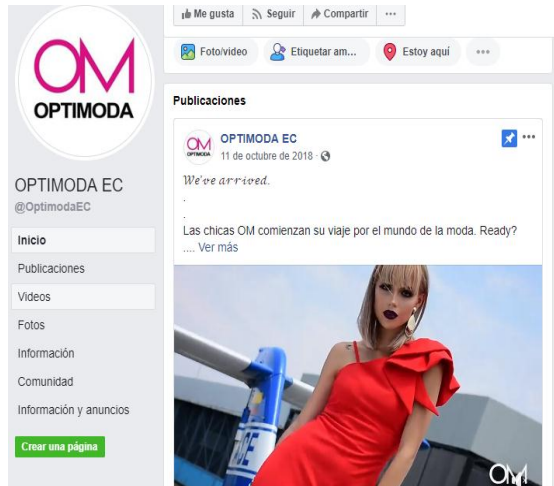 Me gusta Seguir Compartir ...
Foto/video Etiquetar am... Estoy aquí ...
OM
OPTIMODA
OPTIMODA EC
@OptimodaEC
Inicio
Publicaciones
Videos
Fotos
Información
Comunidad
Información y anuncios
Crear una página
Publicaciones
OM
OPTIMODA
OPTIMODA EC
11 de octubre de 2018 ·
We've arrived.
.
.
Las chicas OM comienzan su viaje por el mundo de la moda. Ready?
.... Ver más
OM